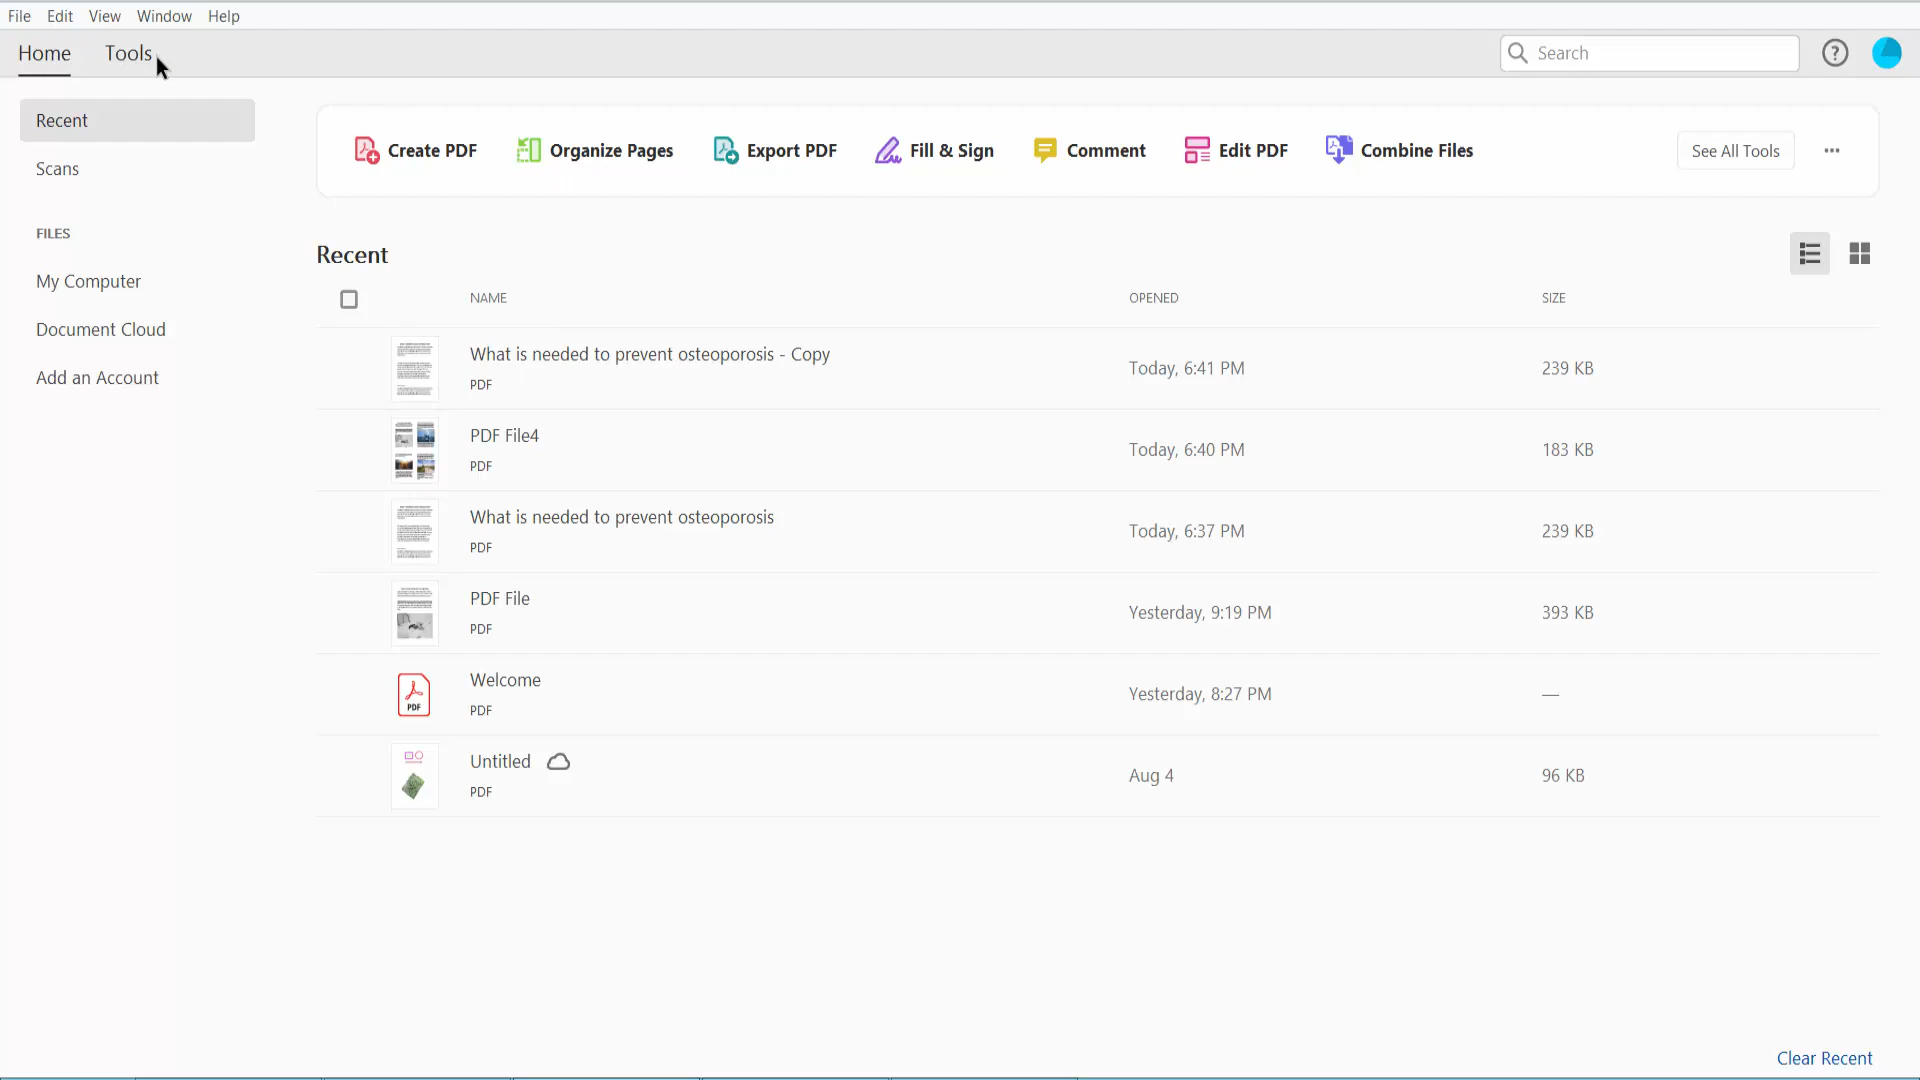 File Edit View Window Help
Home Tools Search
Recent
Scans
FILES
My Computer
Document Cloud
Add an Account
Create PDF Organize Pages Export PDF Fill & Sign Comment Edit PDF Combine Files See All Tools
Recent
NAME OPENED SIZE
What is needed to prevent osteoporosis - Copy
PDF
Today, 6:41 PM 239 KB
PDF File4
PDF
Today, 6:40 PM 183 KB
What is needed to prevent osteoporosis
PDF
Today, 6:37 PM 239 KB
PDF File
PDF
Yesterday, 9:19 PM 393 KB
PDF
Welcome
PDF
Yesterday, 8:27 PM —
Untitled
PDF
Aug 4 96 KB
Clear Recent